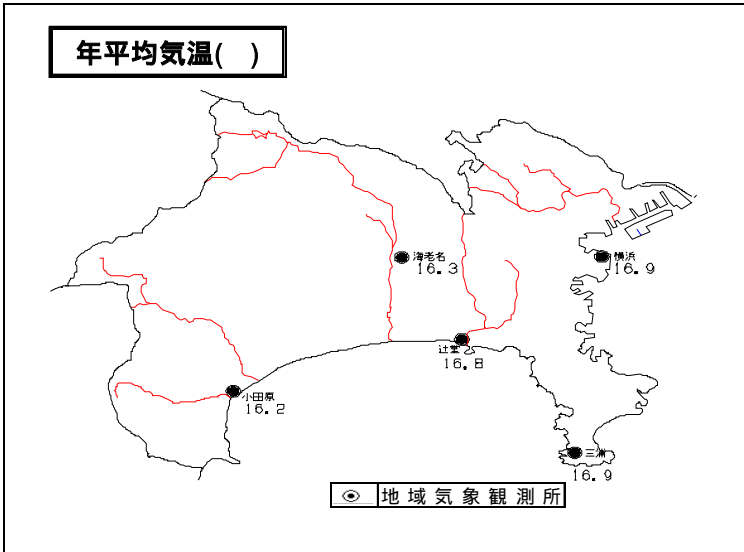 年平均気温( )
海老名
16.3
横浜
16.9
辻堂
16.8
小田原
16.2
三浦
16.9
地域気象観測所